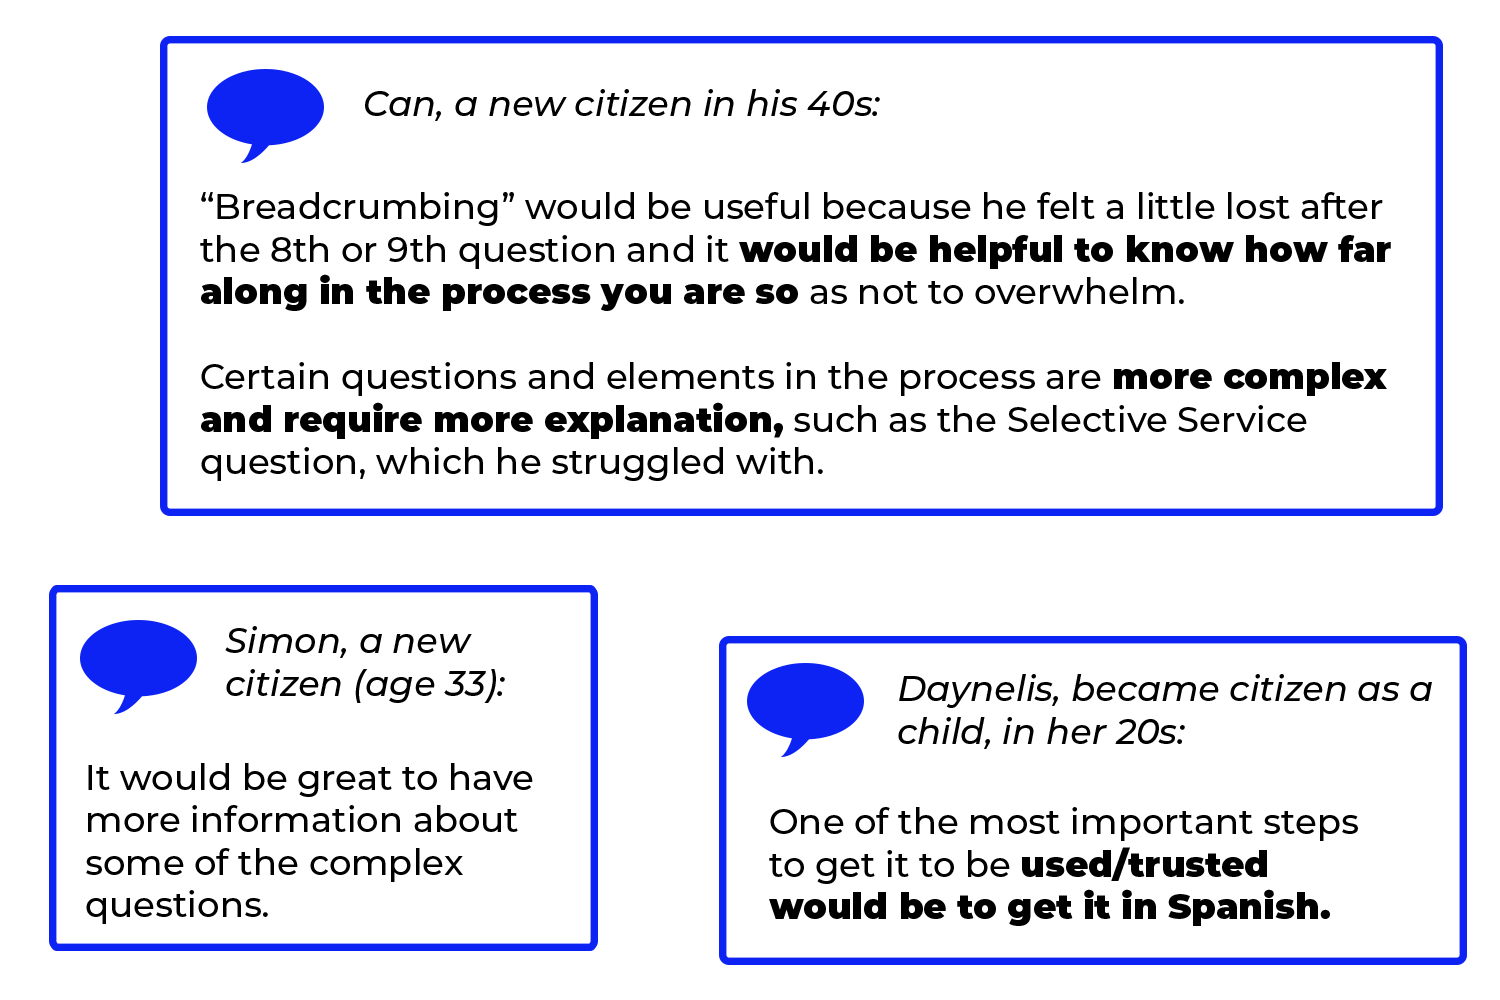 Can, a new citizen in his 40s:
“Breadcrumbing” would be useful because he felt a little lost after
the 8th or 9th question and it would be helpful to know how far
along in the process you are so as not to overwhelm.
Certain questions and elements in the process are more complex
and require more explanation, such as the Selective Service
question, which he struggled with.
Simon, a new
citizen (age 33):
It would be great to have
more information about
some of the complex
questions.
Daynelis, became citizen as a
child, in her 20s:
One of the most important steps
to get it to be used/trusted
would be to get it in Spanish.